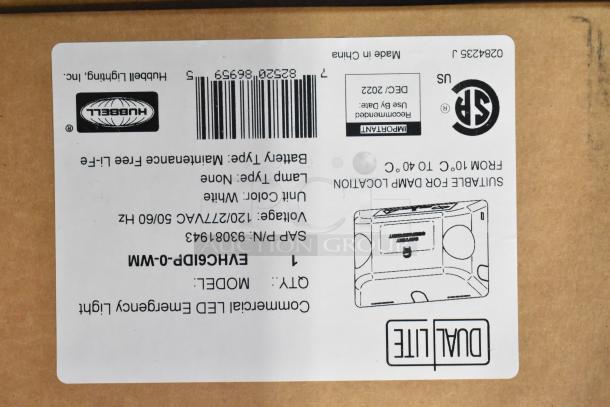 DUAL LITE
Commercial LED Emergency Light
QTY.: MODEL:
1 EVHC6IDP-0-WM
SAP P/N: 93081943
Voltage: 120/277VAC 50/60 Hz
Unit Color: White
Lamp Type: None
Battery Type: Maintenance Free Li-Fe
SUITABLE FOR DAMP LOCATION
FROM 10°C TO 40°C
SA
®
US
IMPORTANT
Recommended
Use By Date:
DEC/ 2022
7 82520 86959 5
HUBBELL
®
Hubbell Lighting, Inc.
Made in China
0284235 J
AUCTION GROUP